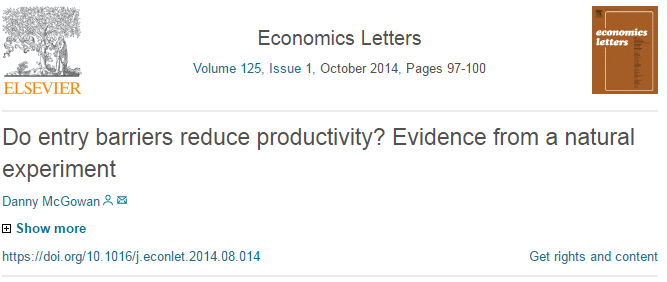 ELSEVIER
Economics Letters
Volume 125, Issue 1, October 2014, Pages 97-100
economics
letters
Do entry barriers reduce productivity? Evidence from a natural
experiment
Danny McGowan
Show more
https://doi.org/10.1016/j.econlet.2014.08.014
Get rights and content